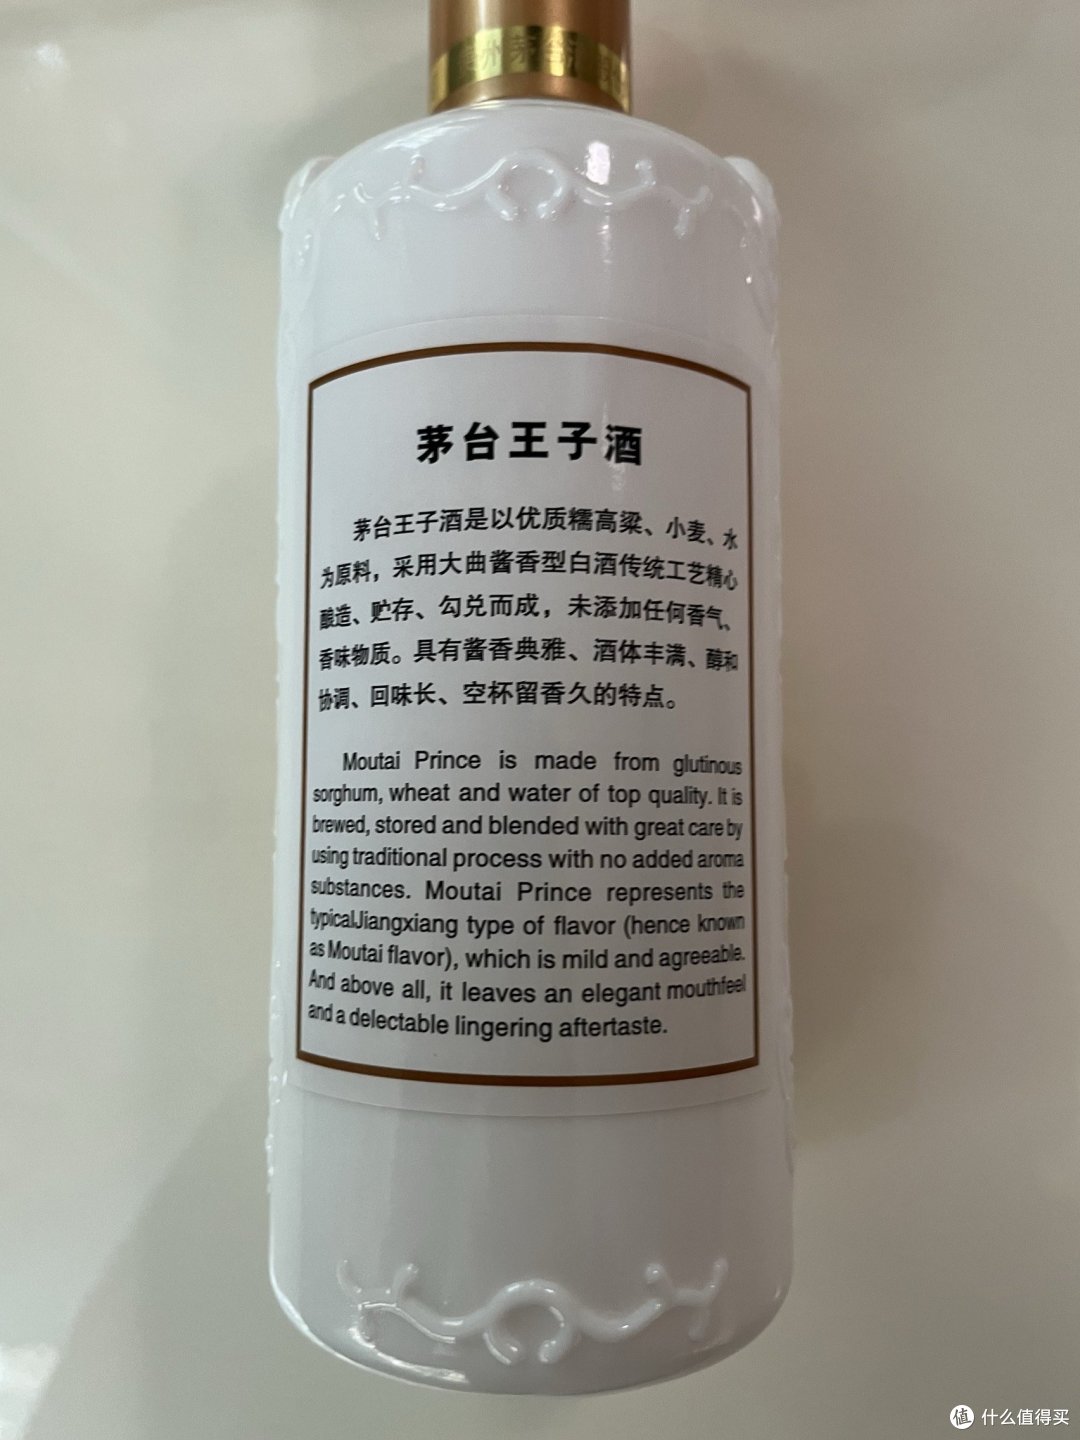 贵州茅台
茅台王子酒
茅台王子酒是以优质糯高粱、小麦、水
为原料，采用大曲酱香型白酒传统工艺精心
酿造、贮存、勾兑而成，未添加任何香气、
香味物质。具有酱香典雅、酒体丰满、醇和
协调、回味长、空杯留香久的特点。
Moutai Prince is made from glutinous
sorghum, wheat and water of top quality. It is
brewed, stored and blended with great care by
using traditional process with no added aroma
substances. Moutai Prince represents the
typicalJiangxiang type of flavor (hence known
as Moutai flavor), which is mild and agreeable.
And above all, it leaves an elegant mouthfeel
and a delectable lingering aftertaste.
值 什么值得买